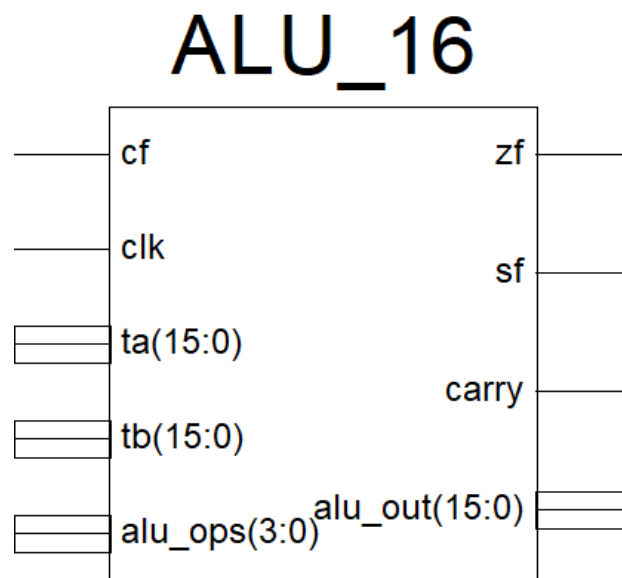 ALU_16
cf
zf
clk
sf
ta(15:0)
carry
tb(15:0)
alu_out(15:0)
alu_ops(3:0)